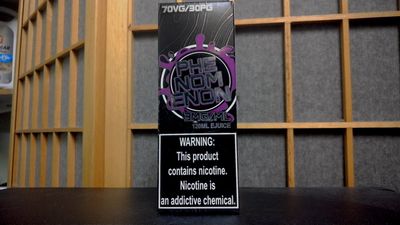 70VG/30PG
PHE
NOM
ENON
3MG/ML
120ML EJUICE
WARNING:
This product
contains nicotine.
Nicotine is
an addictive chemical.